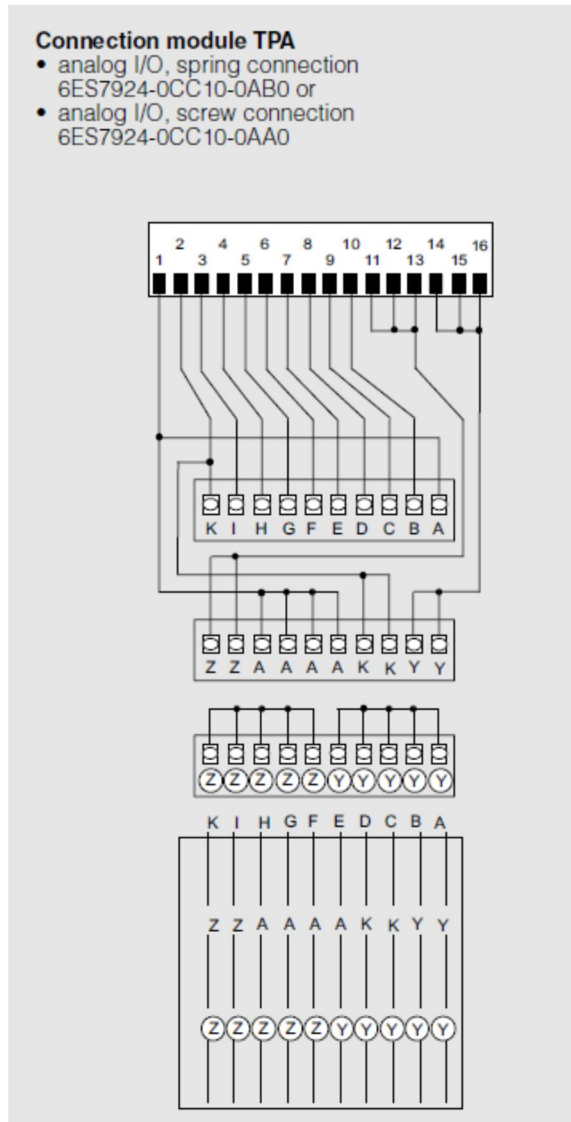 Connection module TPA
• analog I/O, spring connection
6ES7924-0CC10-0AB0 or
• analog I/O, screw connection
6ES7924-0CC10-0AA0
2 4 6 8 10 12 14 16
1 3 5 7 9 11 13 15
K I H G F E D C B A
Z Z A A A A K K Y Y
Z Z Z Z Z Y Y Y Y Y
K I H G F E D C B A
Z Z A A A A K K Y Y
Z Z Z Z Z Y Y Y Y Y